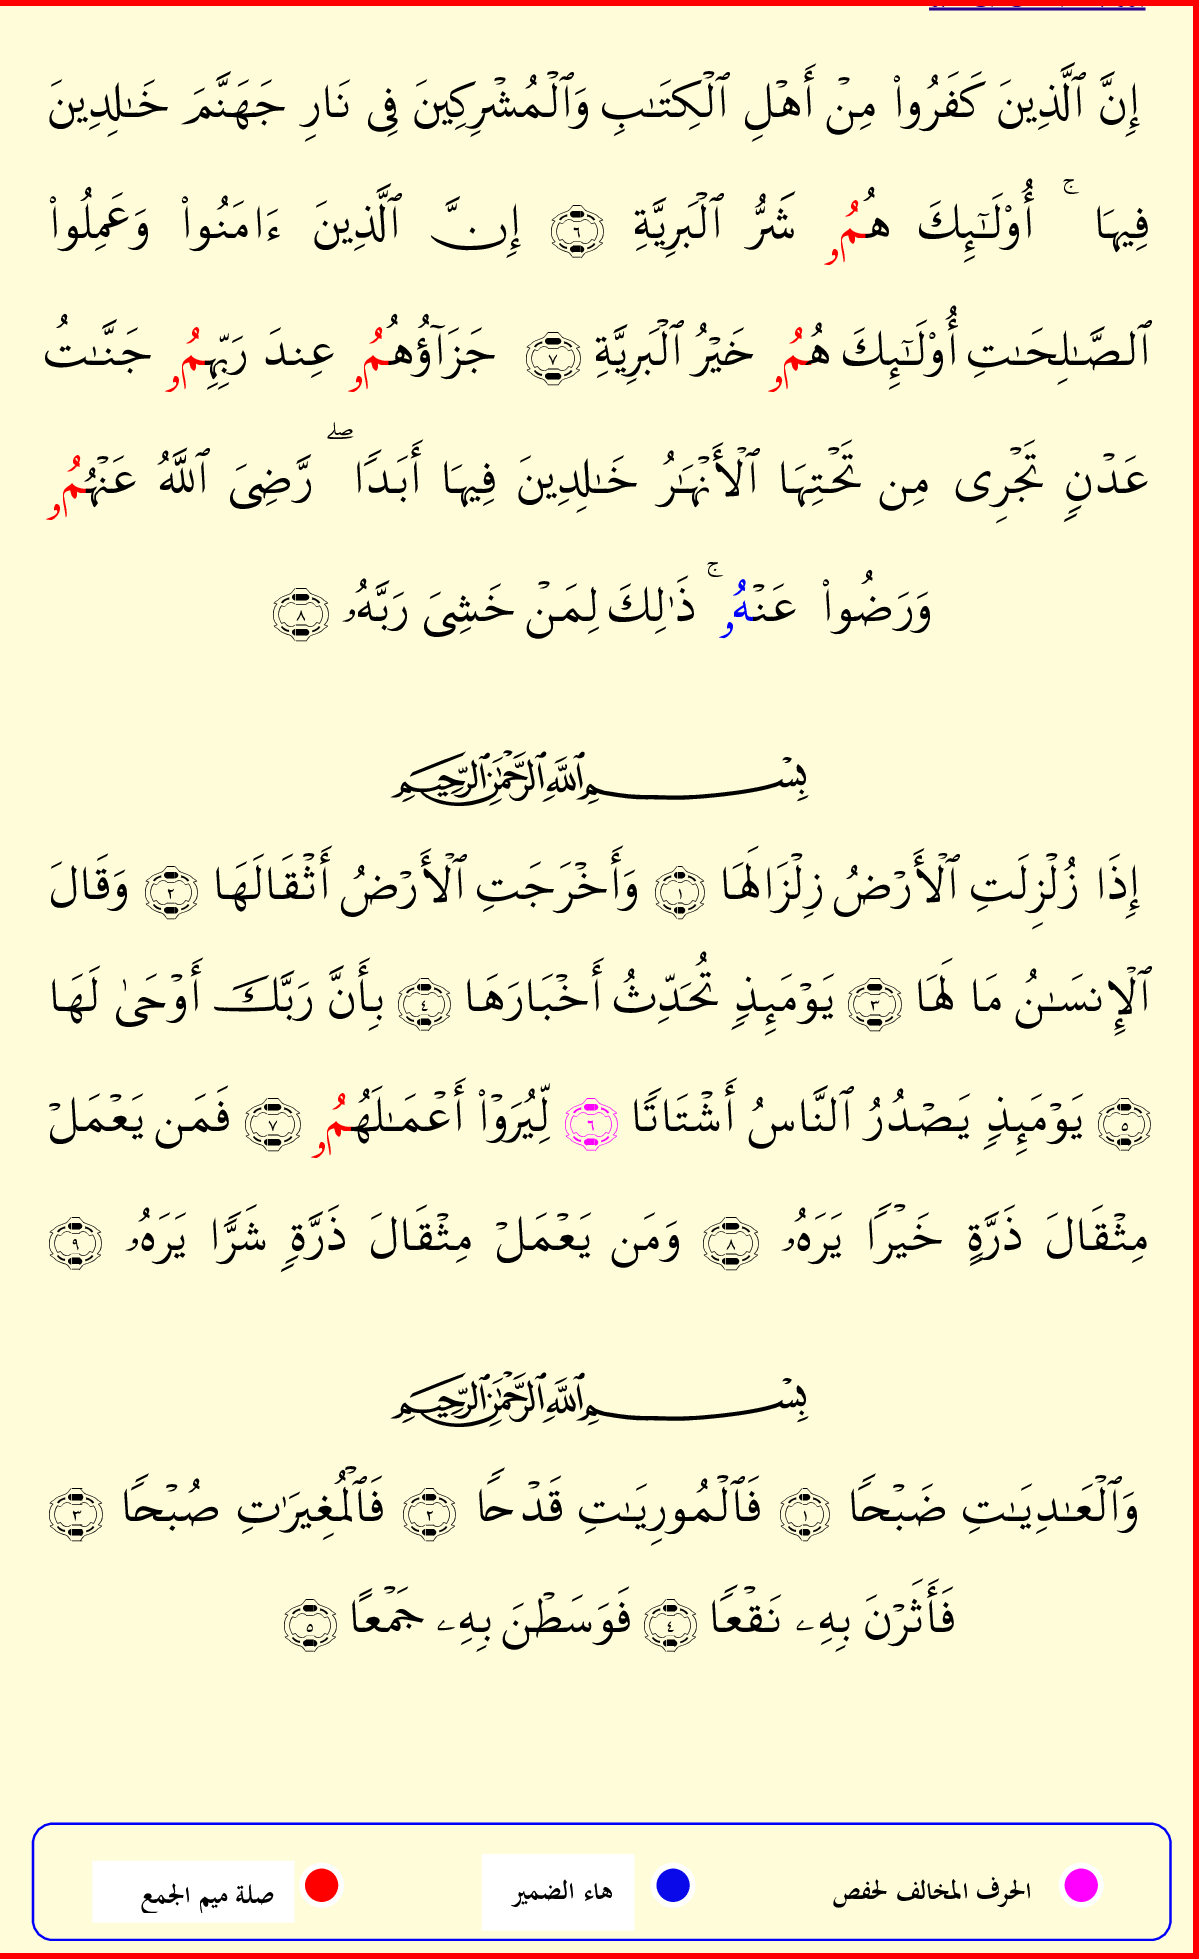 إِنَّ ٱلَّذِينَ كَفَرُوا۟ مِنْ أَهْلِ ٱلْكِتَـٰبِ وَٱلْمُشْرِكِينَ فِى نَارِ جَهَنَّمَ خَـٰلِدِينَ
فِيهَا ۚ أُو۟لَـٰٓئِكَ هُمُۥ شَرُّ ٱلْبَرِيَّةِ ٦ إِنَّ ٱلَّذِينَ ءَامَنُوا۟ وَعَمِلُوا۟
ٱلصَّـٰلِحَـٰتِ أُو۟لَـٰٓئِكَ هُمُۥ خَيْرُ ٱلْبَرِيَّةِ ٧ جَزَآؤُهُمُۥ عِندَ رَبِّهِمُۥ جَنَّـٰتُ
عَدْنٍ تَجْرِى مِن تَحْتِهَا ٱلْأَنْهَـٰرُ خَـٰلِدِينَ فِيهَا أَبَدًا ۖ رَّضِىَ ٱللَّهُ عَنْهُمُۥ
وَرَضُوا۟ عَنْهُۥ ۚ ذَٰلِكَ لِمَنْ خَشِىَ رَبَّهُۥ ٨
بِسْمِ ٱللَّهِ ٱلرَّحْمَـٰنِ ٱلرَّحِيمِ
إِذَا زُلْزِلَتِ ٱلْأَرْضُ زِلْزَالَهَا ١ وَأَخْرَجَتِ ٱلْأَرْضُ أَثْقَالَهَا ٢ وَقَالَ
ٱلْإِنسَـٰنُ مَا لَهَا ٣ يَوْمَئِذٍ تُحَدِّثُ أَخْبَارَهَا ٤ بِأَنَّ رَبَّكَ أَوْحَىٰ لَهَا
٥ يَوْمَئِذٍ يَصْدُرُ ٱلنَّاسُ أَشْتَاتًا ٦ لِّيُرَوْا۟ أَعْمَـٰلَهُمُۥ ٧ فَمَن يَعْمَلْ
مِثْقَالَ ذَرَّةٍ خَيْرًا يَرَهُۥ ٨ وَمَن يَعْمَلْ مِثْقَالَ ذَرَّةٍ شَرًّا يَرَهُۥ ٩
بِسْمِ ٱللَّهِ ٱلرَّحْمَـٰنِ ٱلرَّحِيمِ
وَٱلْعَـٰدِيَـٰتِ ضَبْحًا ١ فَٱلْمُورِيَـٰتِ قَدْحًا ٢ فَٱلْمُغِيرَٰتِ صُبْحًا ٣
فَأَثَرْنَ بِهِۦ نَقْعًا ٤ فَوَسَطْنَ بِهِۦ جَمْعًا ٥
الحرف المخالف لحفص هاء الضمير صلة ميم الجمع